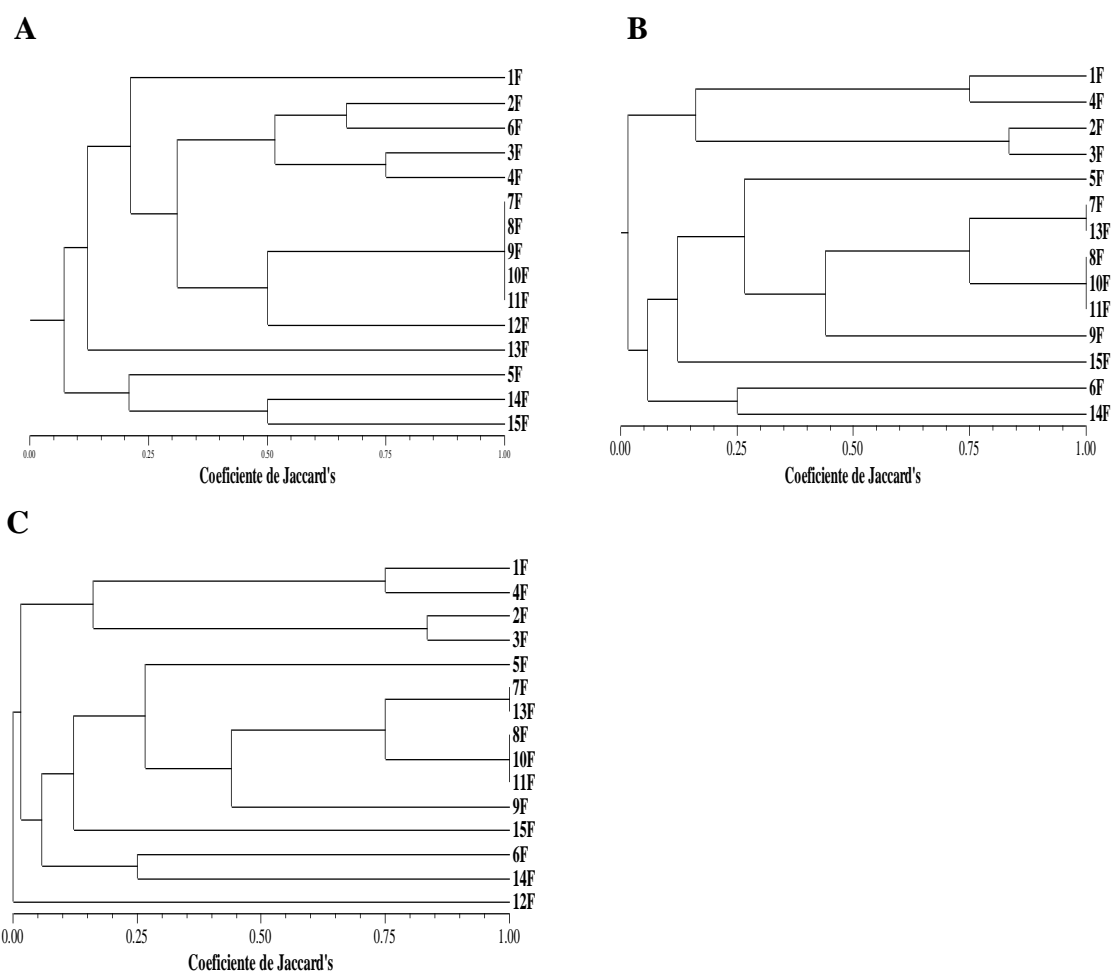 A
1F
2F
6F
3F
4F
7F
8F
9F
10F
11F
12F
13F
5F
14F
15F
0.00 0.25 0.50 0.75 1.00
Coeficiente de Jaccard's
B
1F
4F
2F
3F
5F
7F
13F
8F
10F
11F
9F
15F
6F
14F
0.00 0.25 0.50 0.75 1.00
Coeficiente de Jaccard's
C
1F
4F
2F
3F
5F
7F
13F
8F
10F
11F
9F
15F
6F
14F
12F
0.00 0.25 0.50 0.75 1.00
Coeficiente de Jaccard's